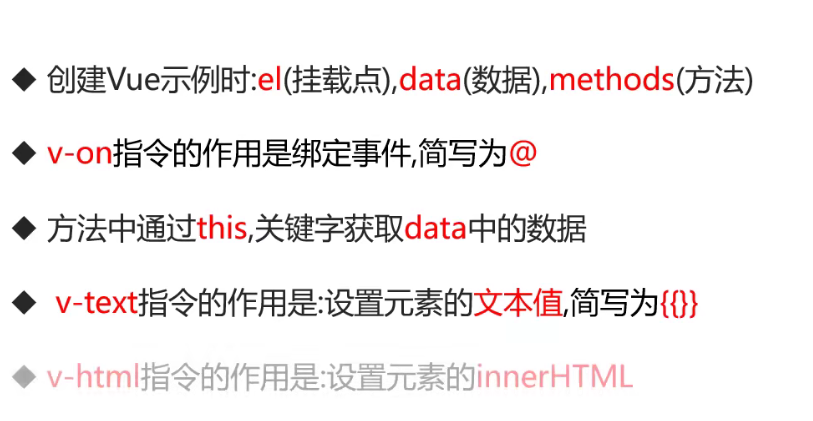 ◆ 创建Vue示例时:el(挂载点),data(数据),methods(方法)
◆ v-on指令的作用是绑定事件,简写为@
◆ 方法中通过this,关键字获取data中的数据
◆ v-text指令的作用是:设置元素的文本值,简写为{{}}
◆ v-html指令的作用是:设置元素的innerHTML